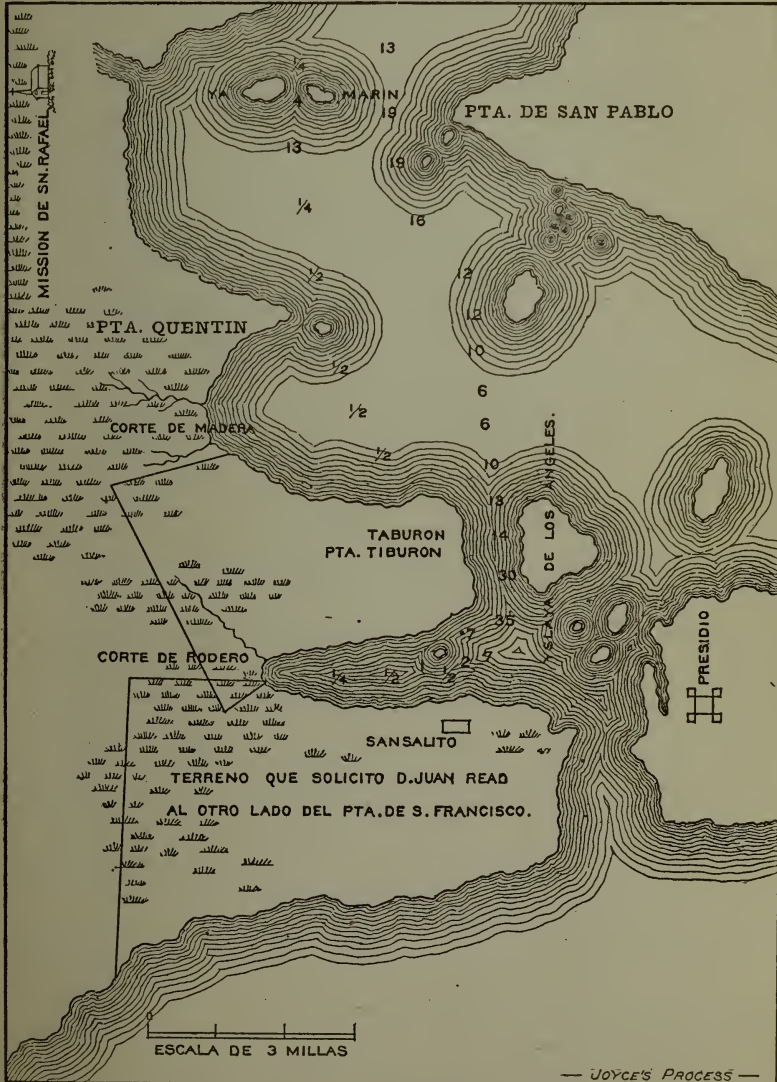 13
1/4
YA MARIN
4
19
PTA. DE SAN PABLO
MISSION DE SN. RAFAEL
13
19
1/4
16
1/2
12
PTA. QUENTIN
12
10
1/2
6
1/2
6
CORTE DE MADERA
1/2
10
YSLAVA DE LOS ANGELES.
13
TABURON
14
PTA. TIBURON
30
35
7
PRESIDIO
CORTE DE RODERO
1/4
1/2
1
2
7
2
SANSALITO
TERRENO QUE SOLICITO D. JUAN READ
AL OTRO LADO DEL PTA. DE S. FRANCISCO.
ESCALA DE 3 MILLAS
— JOYCE'S PROCESS —